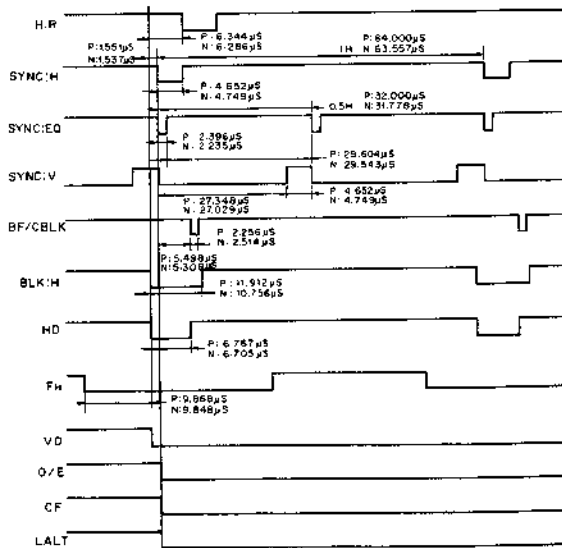 H.R
P:6.344µS
N:6.286µS
P:1.551µS
N:1.537µS
P:64.000µS
1H N:63.557µS
SYNC:H
P:4.652µS
N:4.749µS
P:32.000µS
0.5H N:31.778µS
SYNC:EQ
P:2.396µS
N:2.235µS
P:29.604µS
N:29.543µS
SYNC:V
P:27.348µS
N:27.029µS
P:4.652µS
N:4.749µS
BF/CBLK
P:2.256µS
N:2.514µS
P:5.498µS
N:5.308µS
BLK:H
P:11.912µS
N:10.756µS
HD
P:6.767µS
N:6.705µS
FH
P:9.868µS
N:9.848µS
VD
O/E
CF
LALT